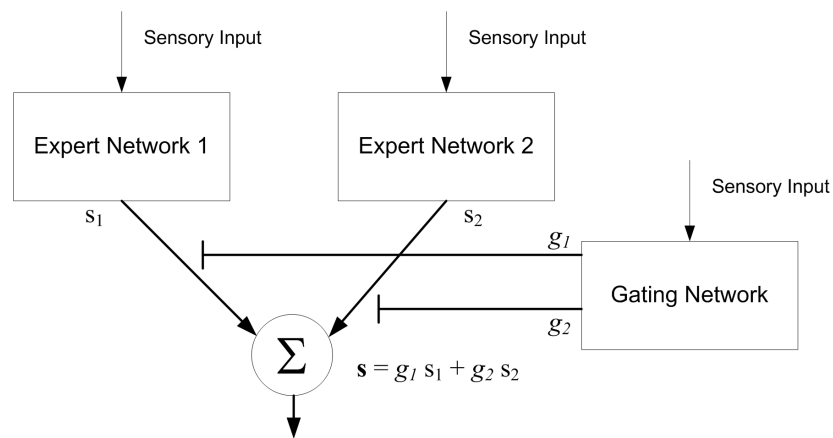 Sensory Input
Sensory Input
Expert Network 1
Expert Network 2
Sensory Input
s1
s2
g1
Gating Network
g2
Σ
s = g1 s1 + g2 s2